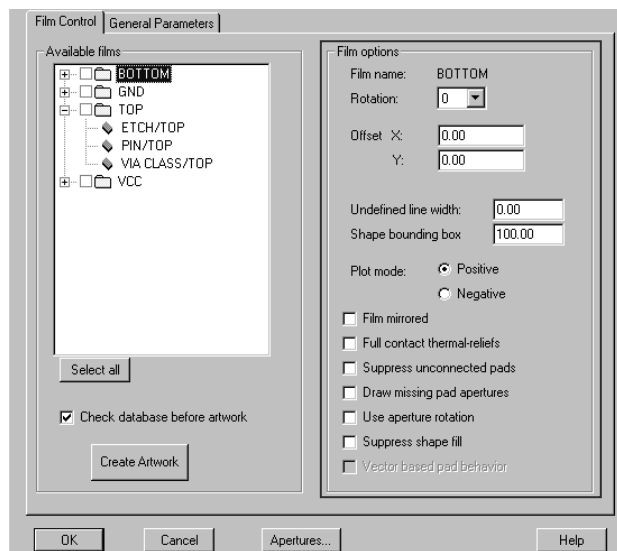 Film Control General Parameters
Available films
BOTTOM
GND
TOP
ETCH/TOP
PIN/TOP
VIA CLASS/TOP
VCC
Select all
Check database before artwork
Create Artwork
Film options
Film name: BOTTOM
Rotation: 0
Offset X: 0.00
Y: 0.00
Undefined line width: 0.00
Shape bounding box 100.00
Plot mode: Positive
Negative
Film mirrored
Full contact thermal-reliefs
Suppress unconnected pads
Draw missing pad apertures
Use aperture rotation
Suppress shape fill
Vector based pad behavior
OK Cancel Apertures... Help